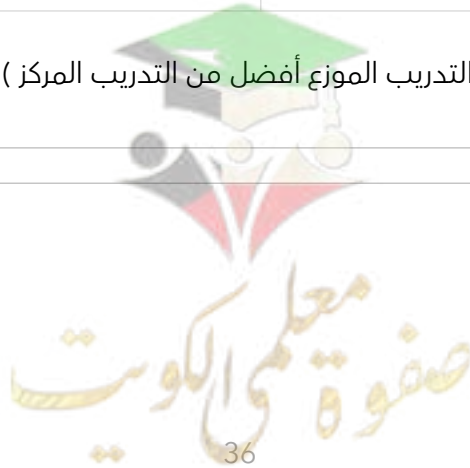 التدريب الموزع أفضل من التدريب المركز )
صفوة معلمي الكويت
36